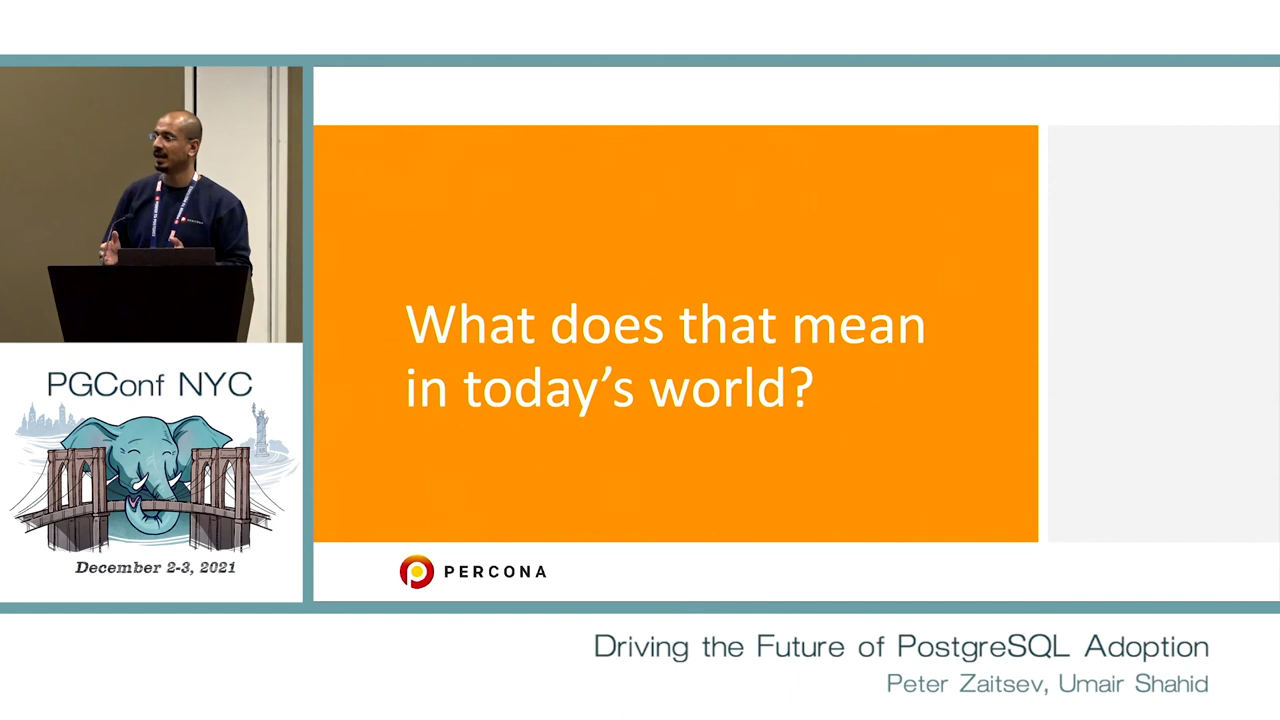 PERCONA
What does that mean
in today's world?
PERCONA
PGConf NYC
December 2-3, 2021
Driving the Future of PostgreSQL Adoption
Peter Zaitsev, Umair Shahid